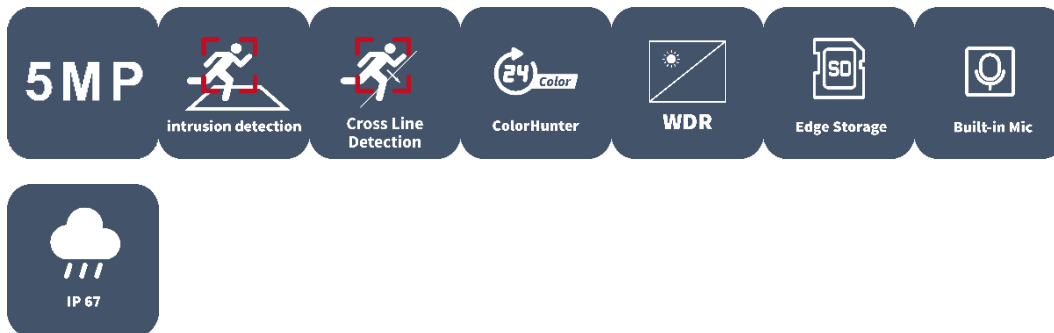 5MP
intrusion detection
Cross Line
Detection
24
Color
ColorHunter
WDR
SD
Edge Storage
Built-in Mic
IP 67